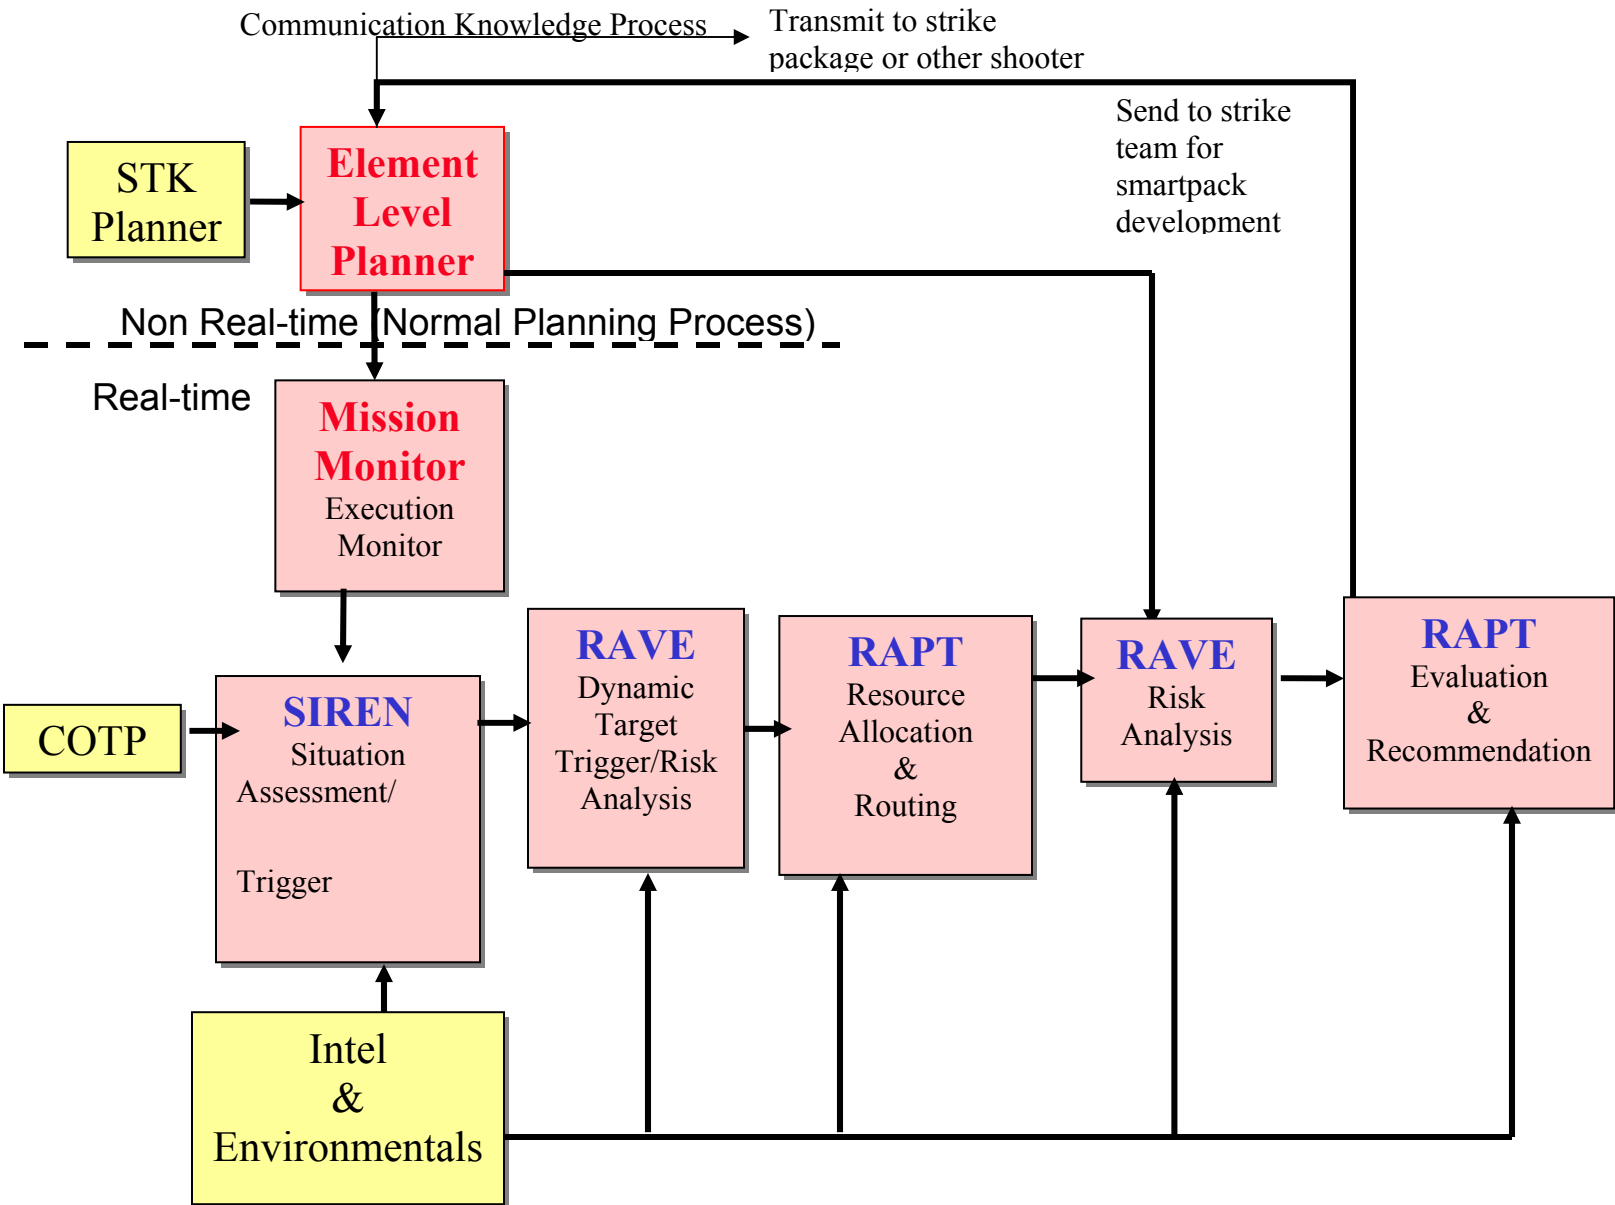 Communication Knowledge Process
Transmit to strike
package or other shooter
Send to strike
team for
smartpack
development
STK
Planner
Element
Level
Planner
Non Real-time (Normal Planning Process)
Real-time
Mission
Monitor
Execution
Monitor
COTP
SIREN
Situation
Assessment/
Trigger
RAVE
Dynamic
Target
Trigger/Risk
Analysis
RAPT
Resource
Allocation
&
Routing
RAVE
Risk
Analysis
RAPT
Evaluation
&
Recommendation
Intel
&
Environmentals